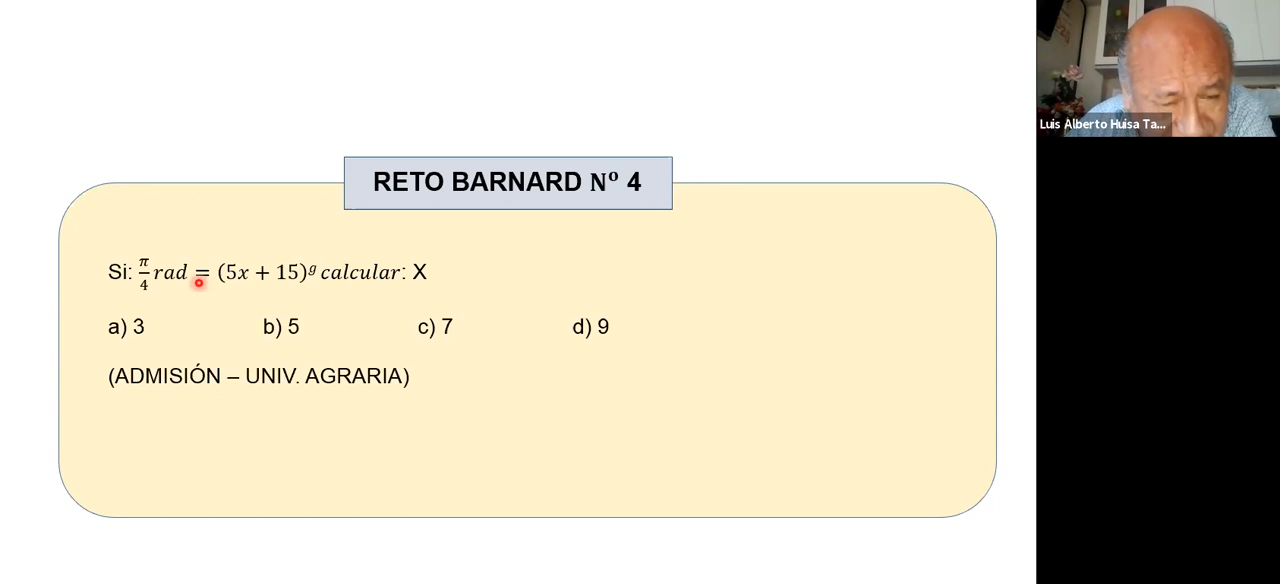 RETO BARNARD Nº 4
Si: π/4 rad = (5x + 15)ᵍ calcular: X
a) 3 b) 5 c) 7 d) 9
(ADMISIÓN – UNIV. AGRARIA)
Luis Alberto Huisa Ta...